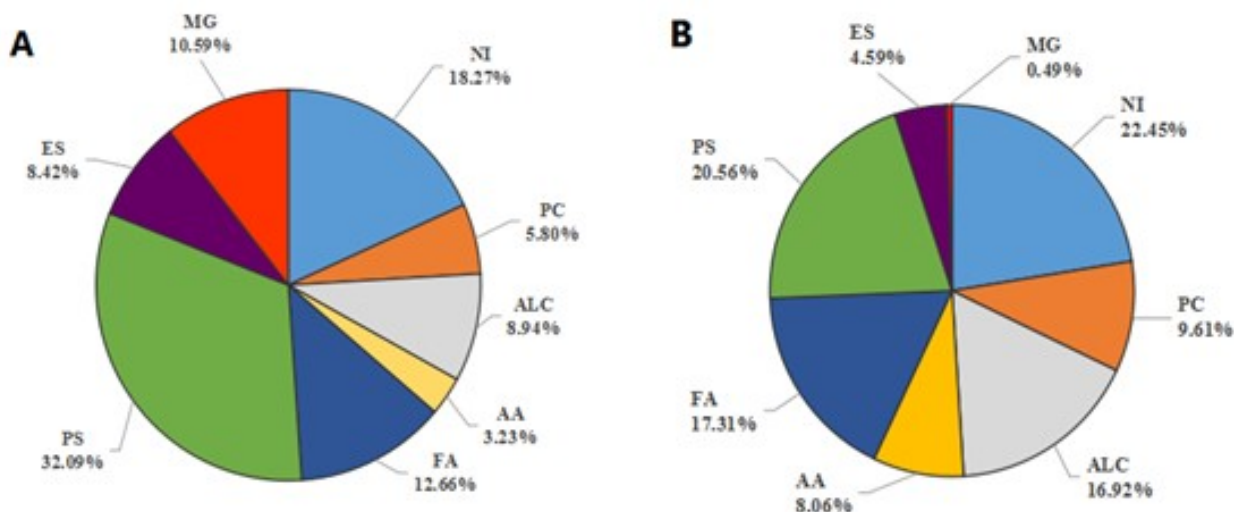 A
MG
10.59%
NI
18.27%
ES
8.42%
PC
5.80%
ALC
8.94%
AA
3.23%
FA
12.66%
PS
32.09%
B
ES
4.59%
MG
0.49%
NI
22.45%
PS
20.56%
PC
9.61%
FA
17.31%
ALC
16.92%
AA
8.06%